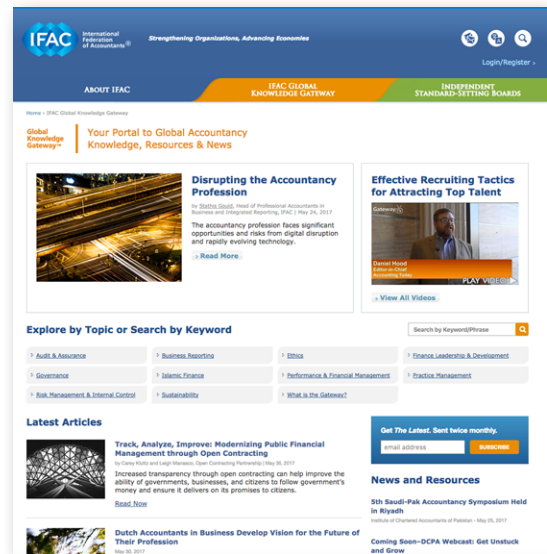 IFAC
International
Federation
of Accountants®
Strengthening Organizations, Advancing Economies
Login/Register ›
ABOUT IFAC
IFAC GLOBAL
KNOWLEDGE GATEWAY
INDEPENDENT
STANDARD-SETTING BOARDS
Home › IFAC Global Knowledge Gateway
Global
Knowledge
Gateway™
Your Portal to Global Accountancy
Knowledge, Resources & News
Disrupting the Accountancy
Profession
by Stathis Gould, Head of Professional Accountants in
Business and Integrated Reporting, IFAC | May 24, 2017
The accountancy profession faces significant
opportunities and risks from digital disruption
and rapidly evolving technology.
› Read More
Effective Recruiting Tactics
for Attracting Top Talent
Gateway
Daniel Hood
Editor-in-Chief
Accounting Today
PLAY VIDEO
› View All Videos
Explore by Topic or Search by Keyword
Search by Keyword/Phrase
› Audit & Assurance
› Business Reporting
› Ethics
› Finance Leadership & Development
› Governance
› Islamic Finance
› Performance & Financial Management
› Practice Management
› Risk Management & Internal Control
› Sustainability
› What is the Gateway?
Latest Articles
Track, Analyze, Improve: Modernizing Public Financial
Management through Open Contracting
by Carey Kluttz and Leigh Manasco, Open Contracting Partnership | May 30, 2017
Increased transparency through open contracting can help improve the
ability of governments, businesses, and citizens to follow government's
money and ensure it delivers on its promises to citizens.
Read Now
Dutch Accountants in Business Develop Vision for the Future of
Their Profession
May 30, 2017
Get The Latest. Sent twice monthly.
email address
SUBSCRIBE
News and Resources
5th Saudi-Pak Accountancy Symposium Held
in Riyadh
Institute of Chartered Accountants of Pakistan - May 25, 2017
Coming Soon–DCPA Webcast: Get Unstuck
and Grow